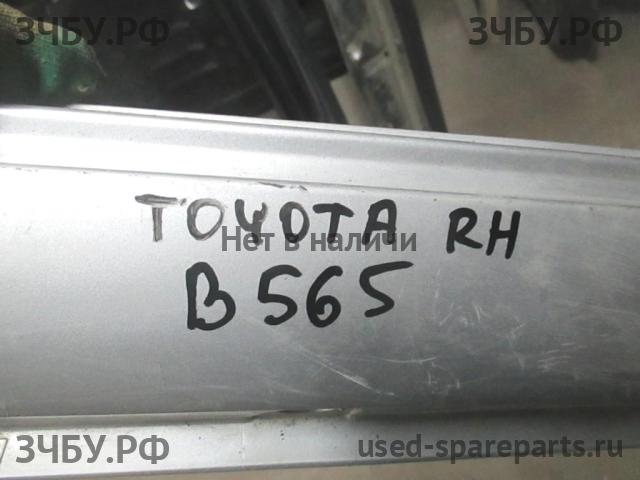 ЗЧБУ.РФ ЗЧБУ.РФ
TOYOTA RH
Нет в наличи
B565
ЗЧБУ.РФ used-spareparts.ru